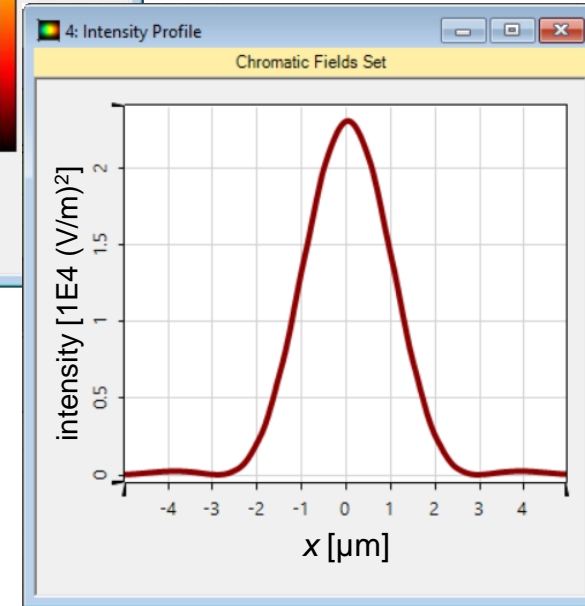 4: Intensity Profile
Chromatic Fields Set
intensity [1E4 (V/m)²]
2
1.5
1
0.5
0
-4 -3 -2 -1 0 1 2 3 4
x [μm]